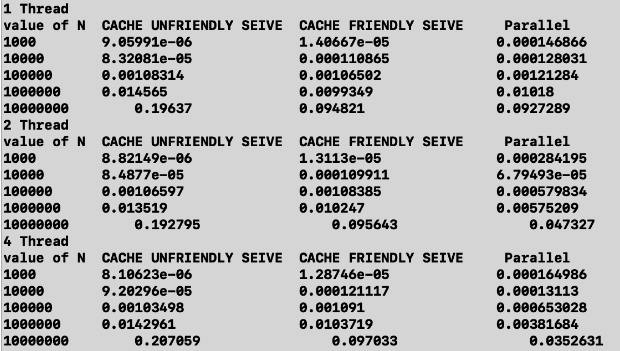 1 Thread
value of N  CACHE UNFRIENDLY SEIVE  CACHE FRIENDLY SEIVE     Parallel
1000        9.05991e-06             1.40667e-05             0.000146866
10000       8.32081e-05             0.000110865             0.000128031
100000      0.00108314              0.00106502              0.00121284
1000000     0.014565                0.0099349               0.01018
10000000        0.19637                 0.094821                0.0927289
2 Thread
value of N  CACHE UNFRIENDLY SEIVE  CACHE FRIENDLY SEIVE     Parallel
1000        8.82149e-06             1.3113e-05              0.000284195
10000       8.4877e-05              0.000109911             6.79493e-05
100000      0.00106597              0.00108385              0.000579834
1000000     0.013519                0.010247                0.00575209
10000000        0.192795                0.095643                0.047327
4 Thread
value of N  CACHE UNFRIENDLY SEIVE  CACHE FRIENDLY SEIVE     Parallel
1000        8.10623e-06             1.28746e-05             0.000164986
10000       9.20296e-05             0.000121117             0.00013113
100000      0.00103498              0.001091                0.000653028
1000000     0.0142961               0.0103719               0.00381684
10000000        0.207059                0.097033                0.0352631